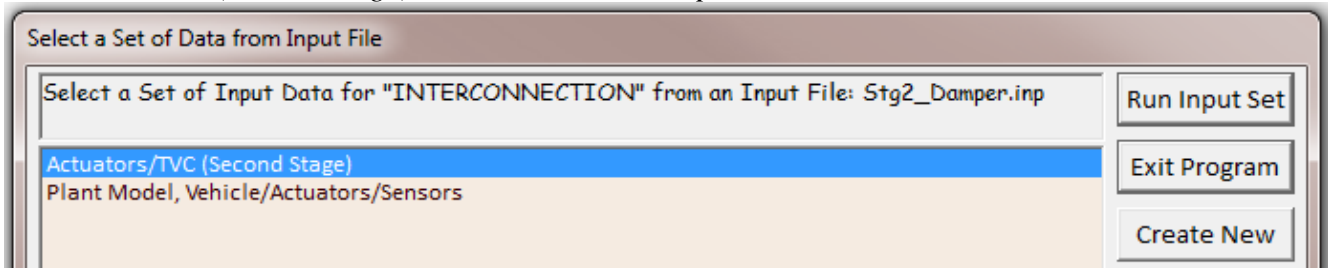 Select a Set of Data from Input File
Select a Set of Input Data for "INTERCONNECTION" from an Input File: Stg2_Damper.inp
Run Input Set
Actuators/TVC (Second Stage)
Exit Program
Plant Model, Vehicle/Actuators/Sensors
Create New